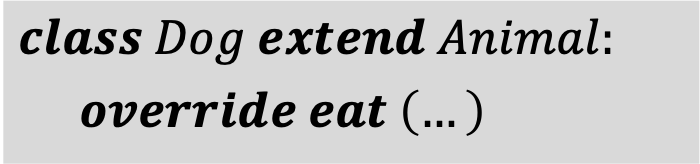 class Dog extend Animal:
override eat (...)